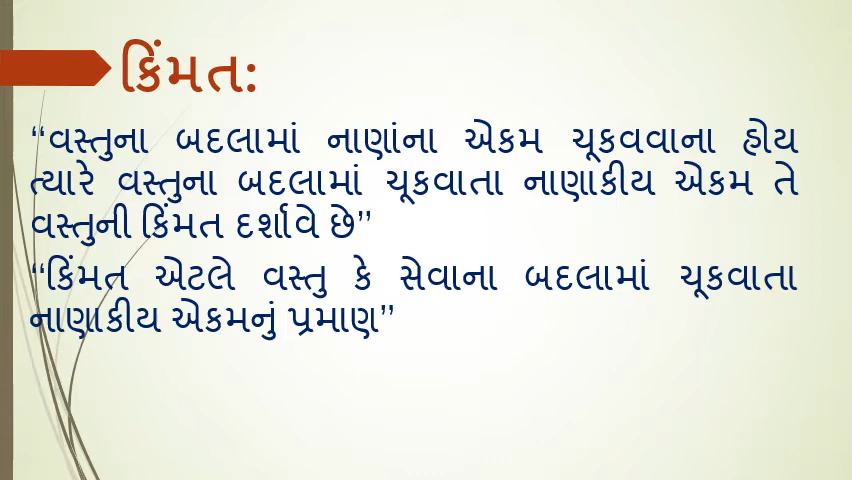 કિંમત:
“વસ્તુના બદલામાં નાણાંના એકમ ચૂકવવાના હોય
ત્યારે વસ્તુના બદલામાં ચૂકવાતા નાણાકીય એકમ તે
વસ્તુની કિંમત દર્શાવે છે”
“કિંમત એટલે વસ્તુ કે સેવાના બદલામાં ચૂકવાતા
નાણાકીય એકમનું પ્રમાણ”